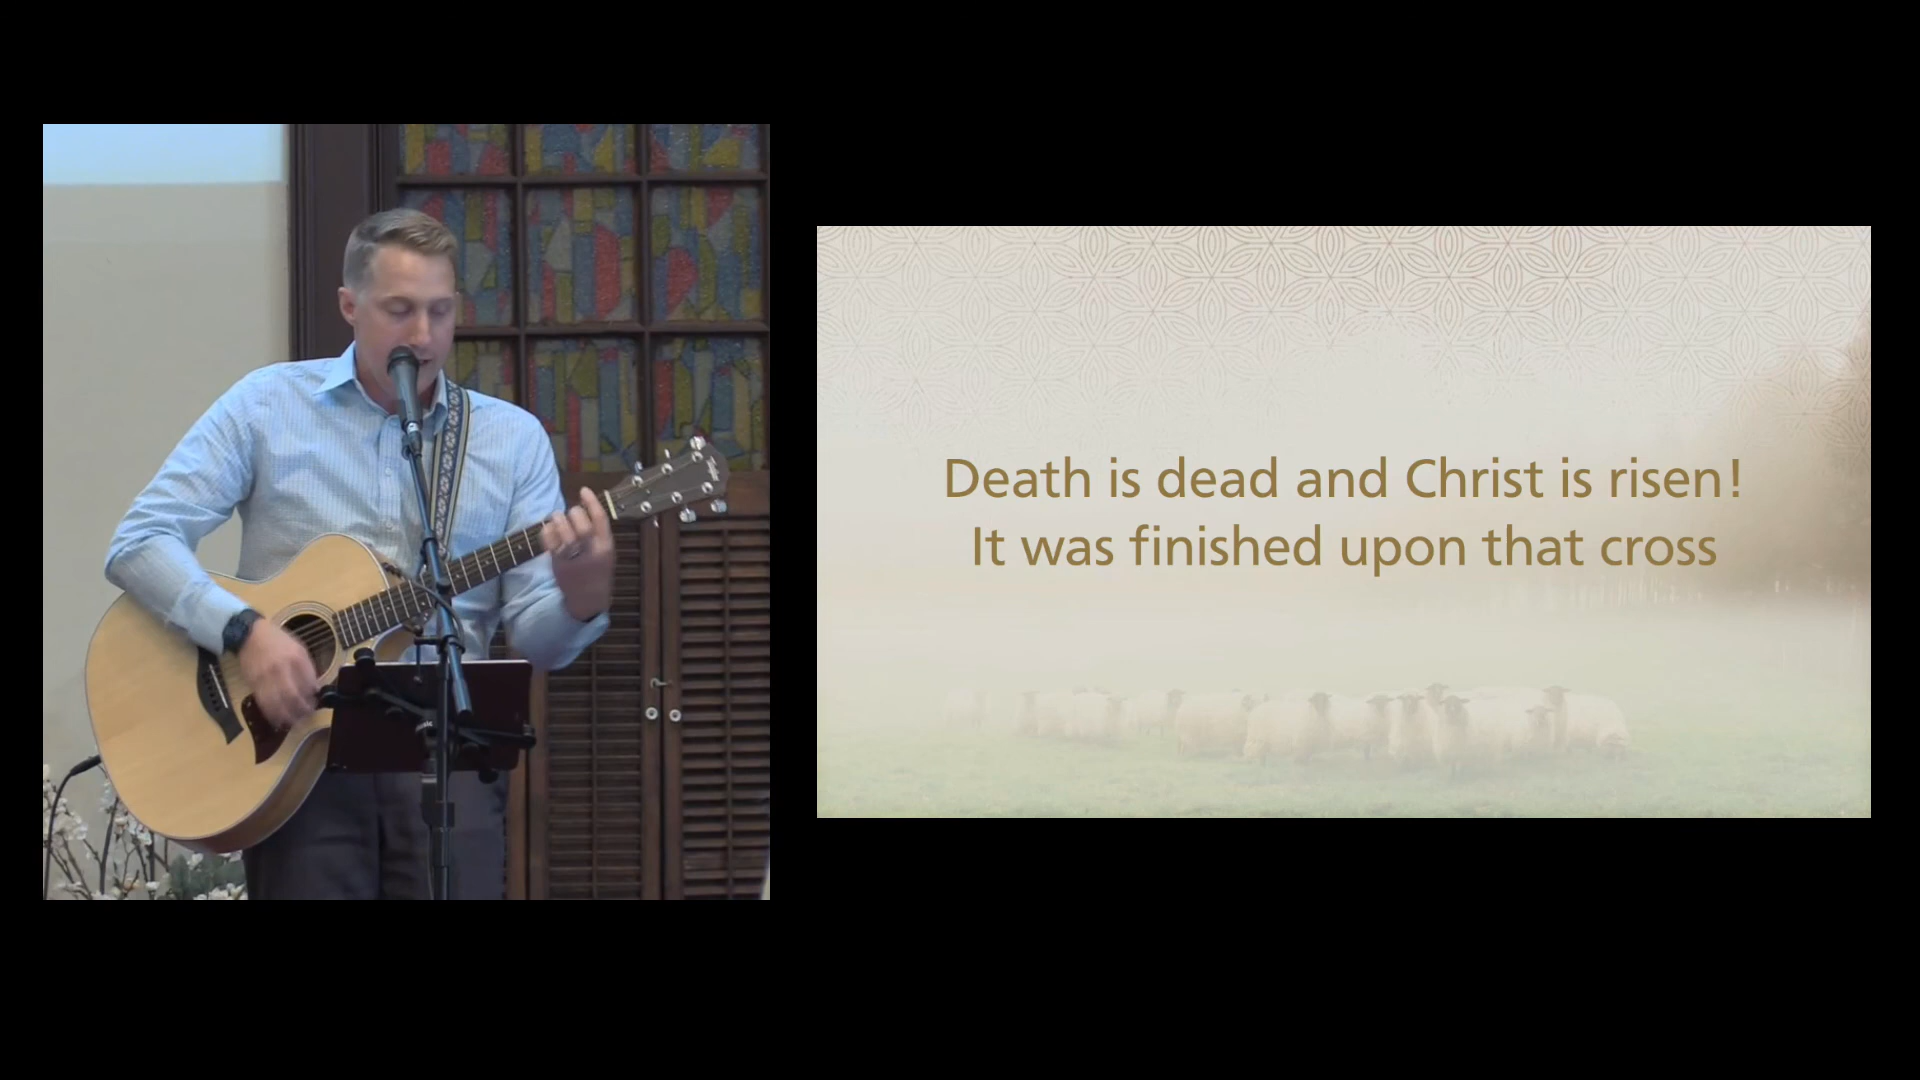 Death is dead and Christ is risen!
It was finished upon that cross